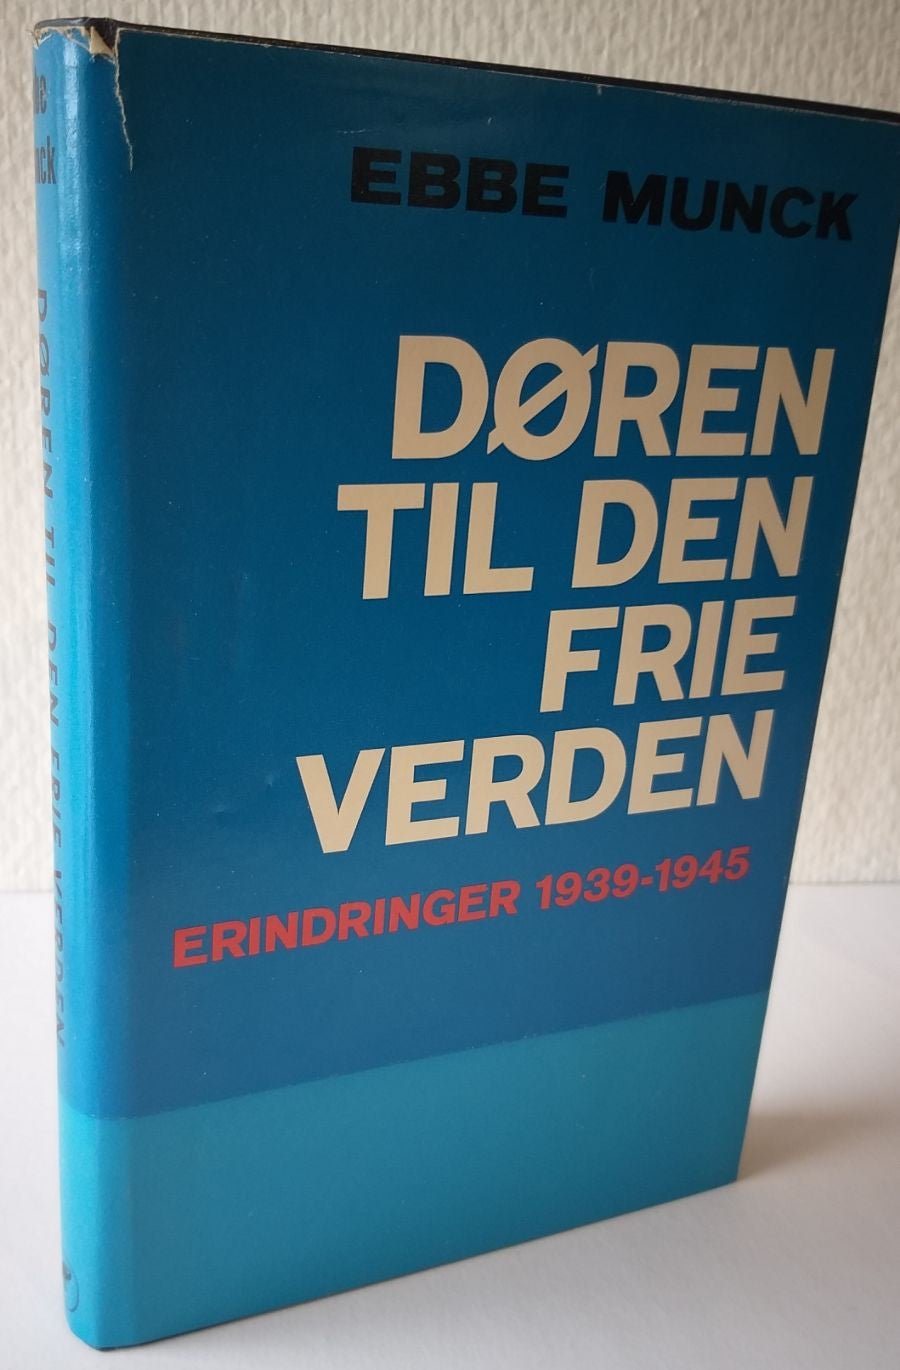 EBBE MUNCK
DØREN
TIL DEN
FRIE
VERDEN
ERINDRINGER 1939-1945
DØREN TIL DEN FRIE VERDEN